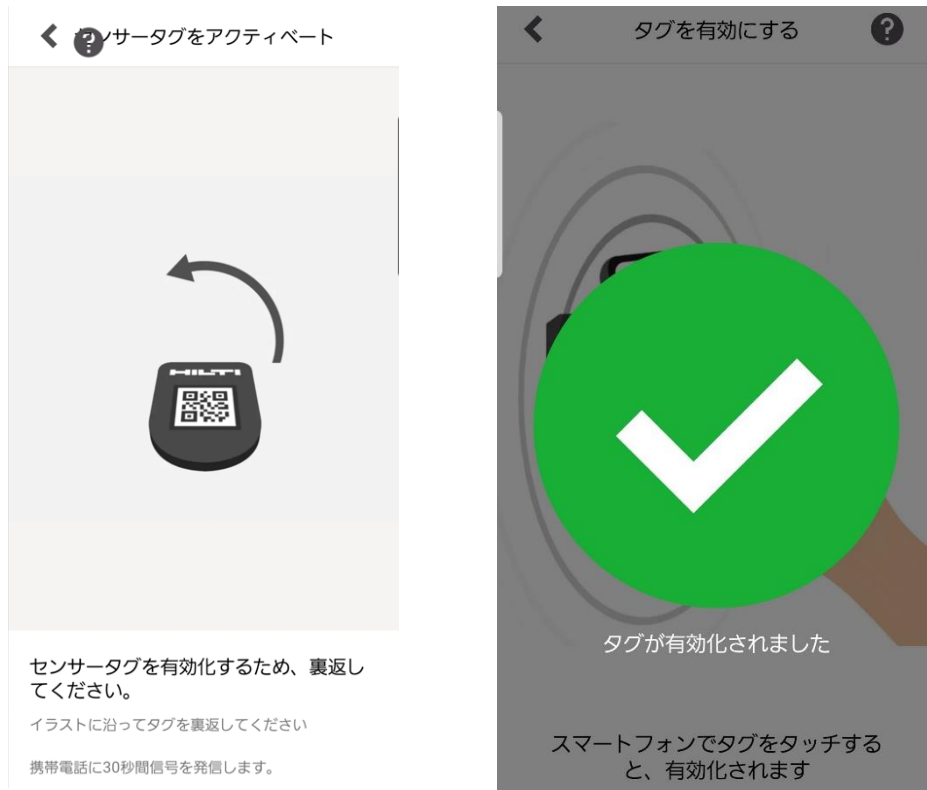 センサータグをアクティベート
HILTI
センサータグを有効化するため、裏返し
てください。
イラストに沿ってタグを裏返してください
携帯電話に30秒間信号を発信します。
タグを有効にする
タグが有効化されました
スマートフォンでタグをタッチする
と、有効化されます